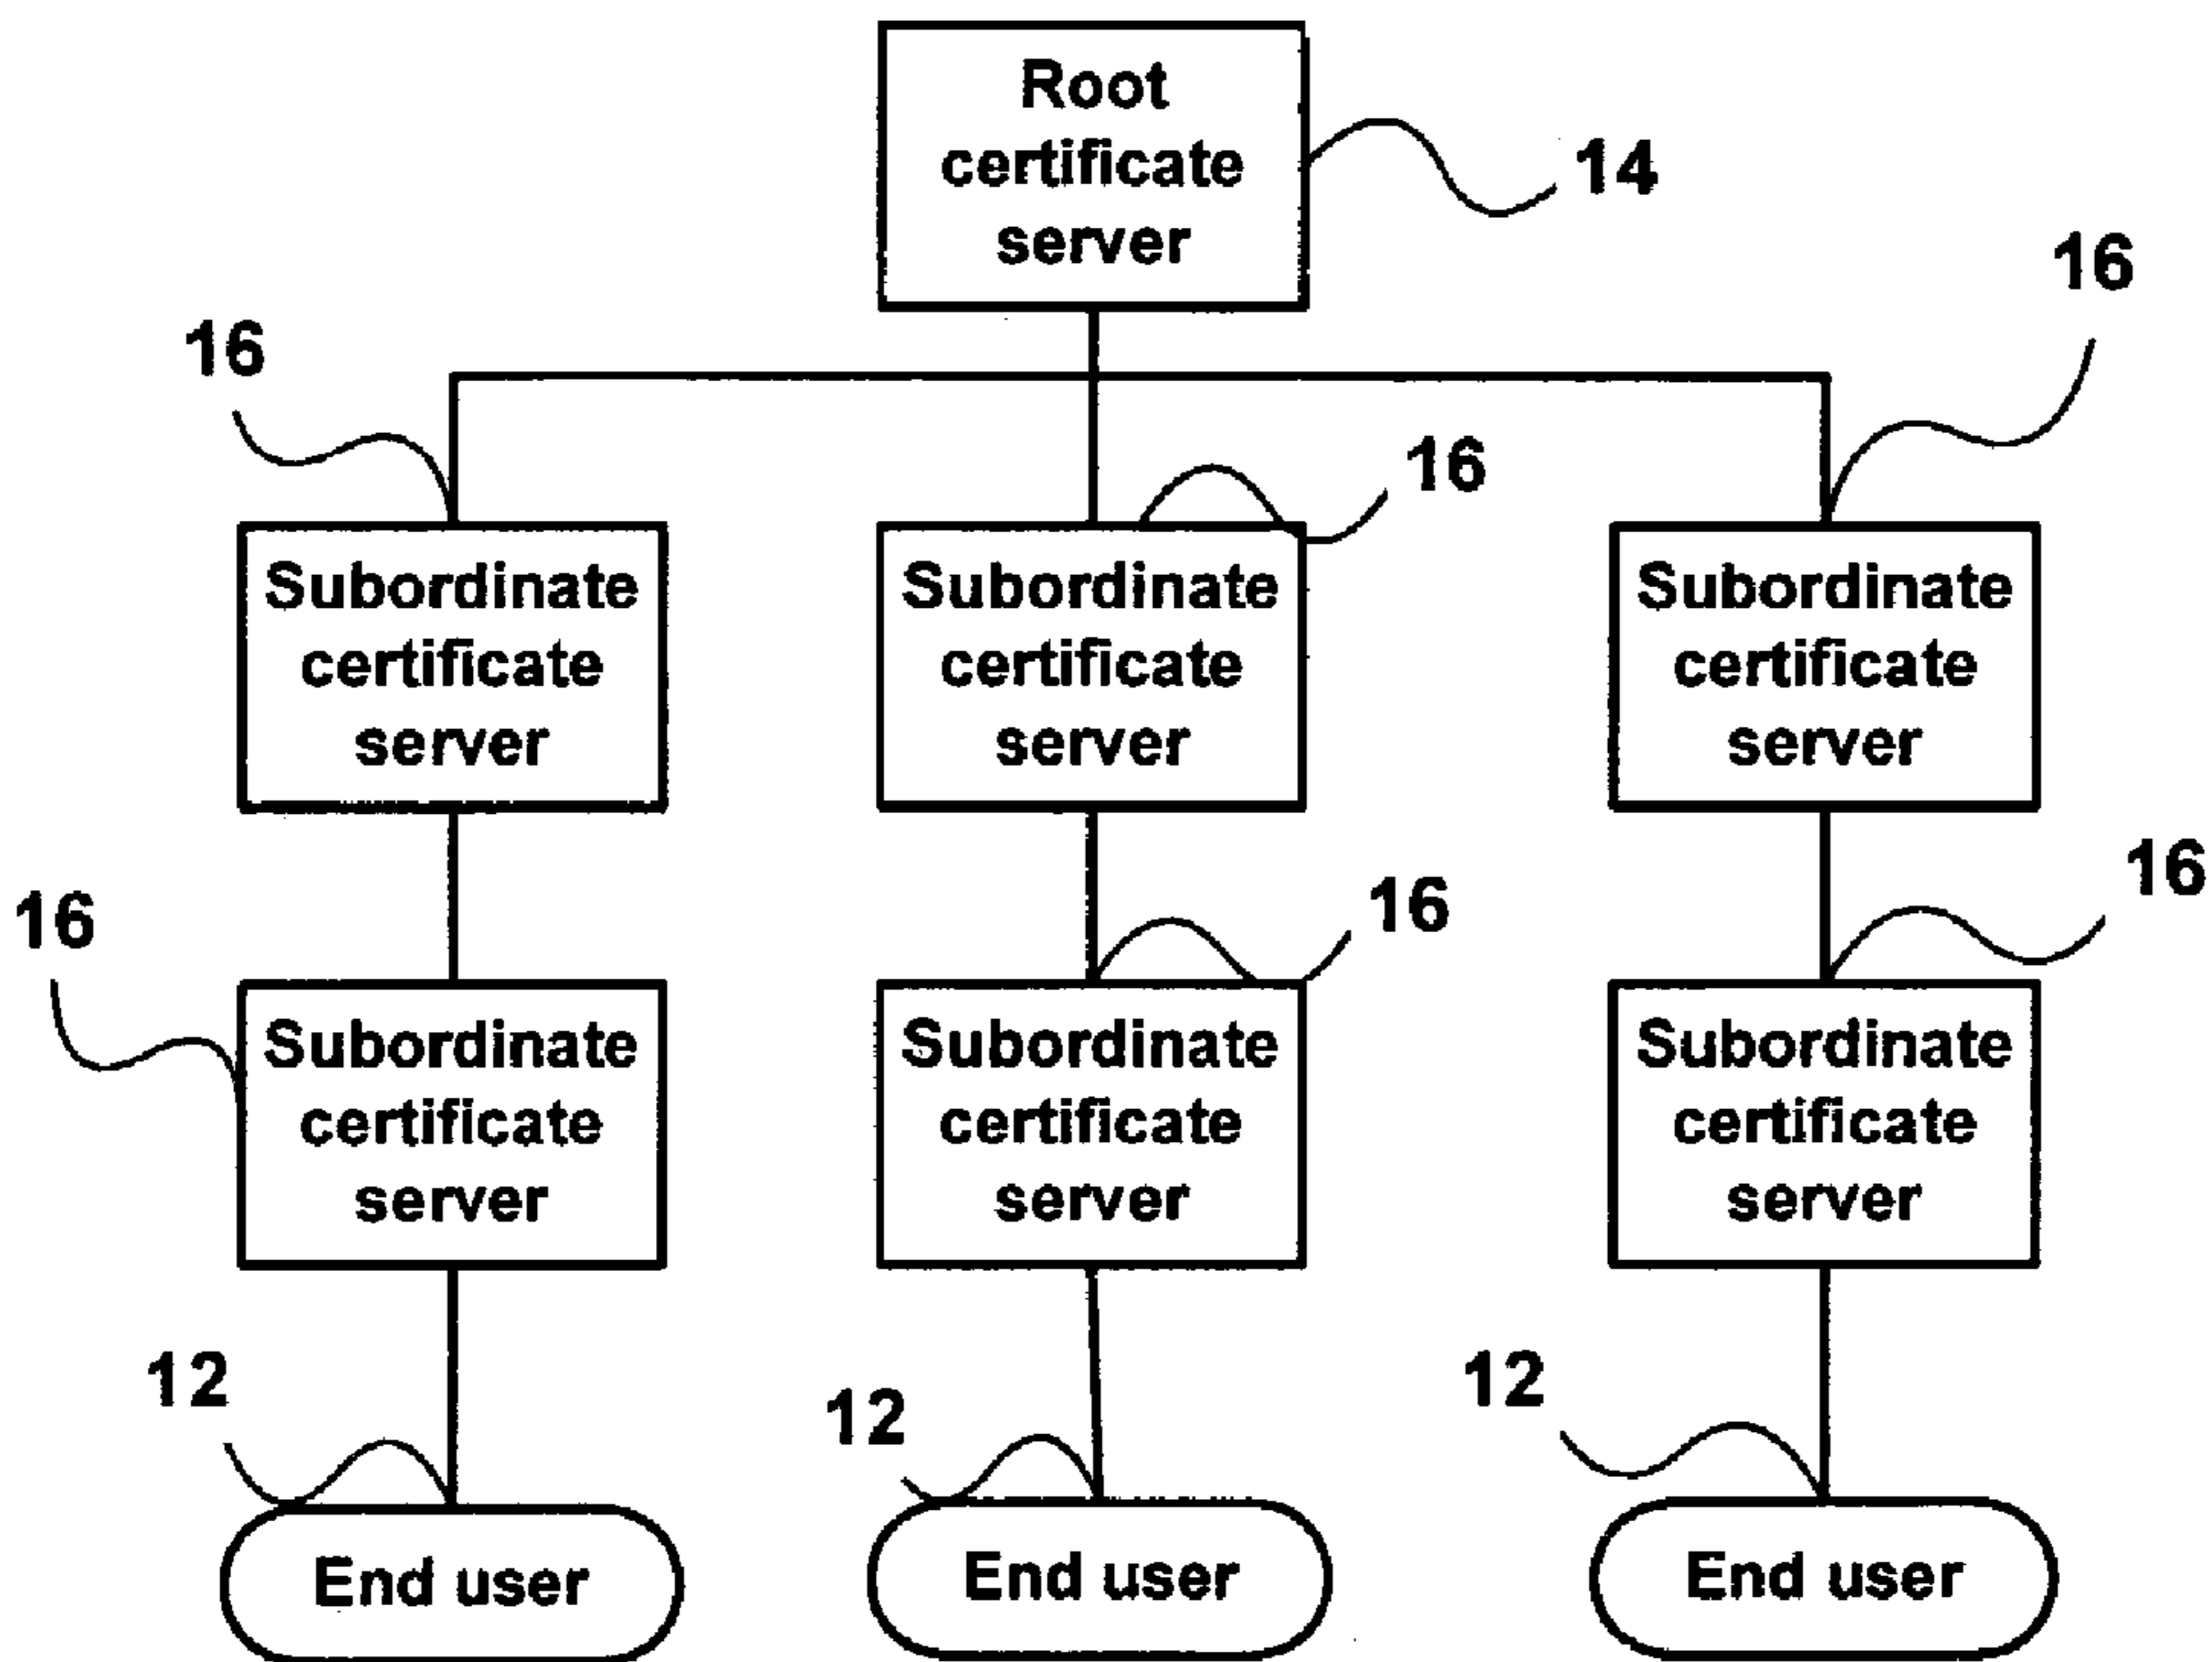 Root
certificate
server
14
16
16
16
Subordinate
certificate
server
Subordinate
certificate
server
Subordinate
certificate
server
16
16
16
Subordinate
certificate
server
Subordinate
certificate
server
Subordinate
certificate
server
12
12
12
End user
End user
End user